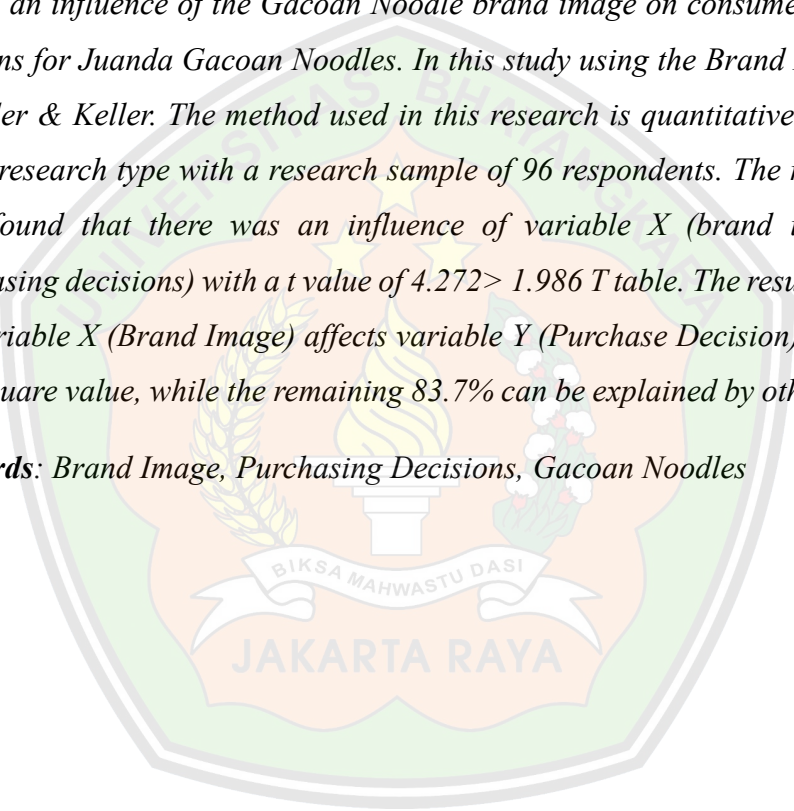 an influence of the Gacoan Noodle brand image on consume
ns for Juanda Gacoan Noodles. In this study using the Brand
ler & Keller. The method used in this research is quantitative
research type with a research sample of 96 respondents. The
found that there was an influence of variable X (brand
asing decisions) with a t value of 4.272> 1.986 T table. The resu
riable X (Brand Image) affects variable Y (Purchase Decision)
uare value, while the remaining 83.7% can be explained by oth
rds: Brand Image, Purchasing Decisions, Gacoan Noodles
UNIVERSITAS BHAYANGKARA
BIKSA MAHWASTU DASI
JAKARTA RAYA